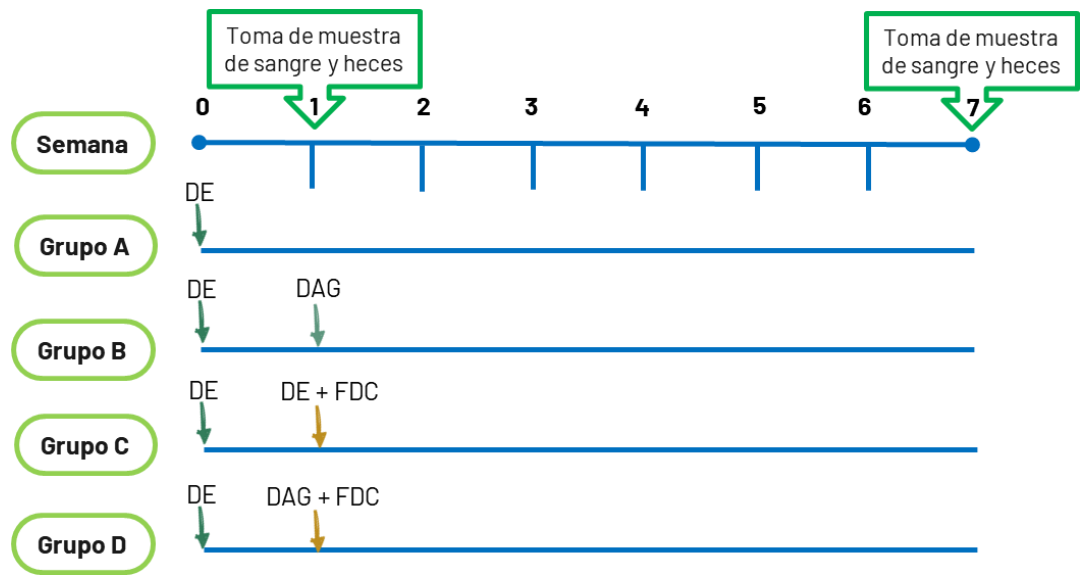 Toma de muestra
de sangre y heces
Toma de muestra
de sangre y heces
0 1 2 3 4 5 6 7
Semana
DE
Grupo A
DE DAG
Grupo B
DE DE + FDC
Grupo C
DE DAG + FDC
Grupo D